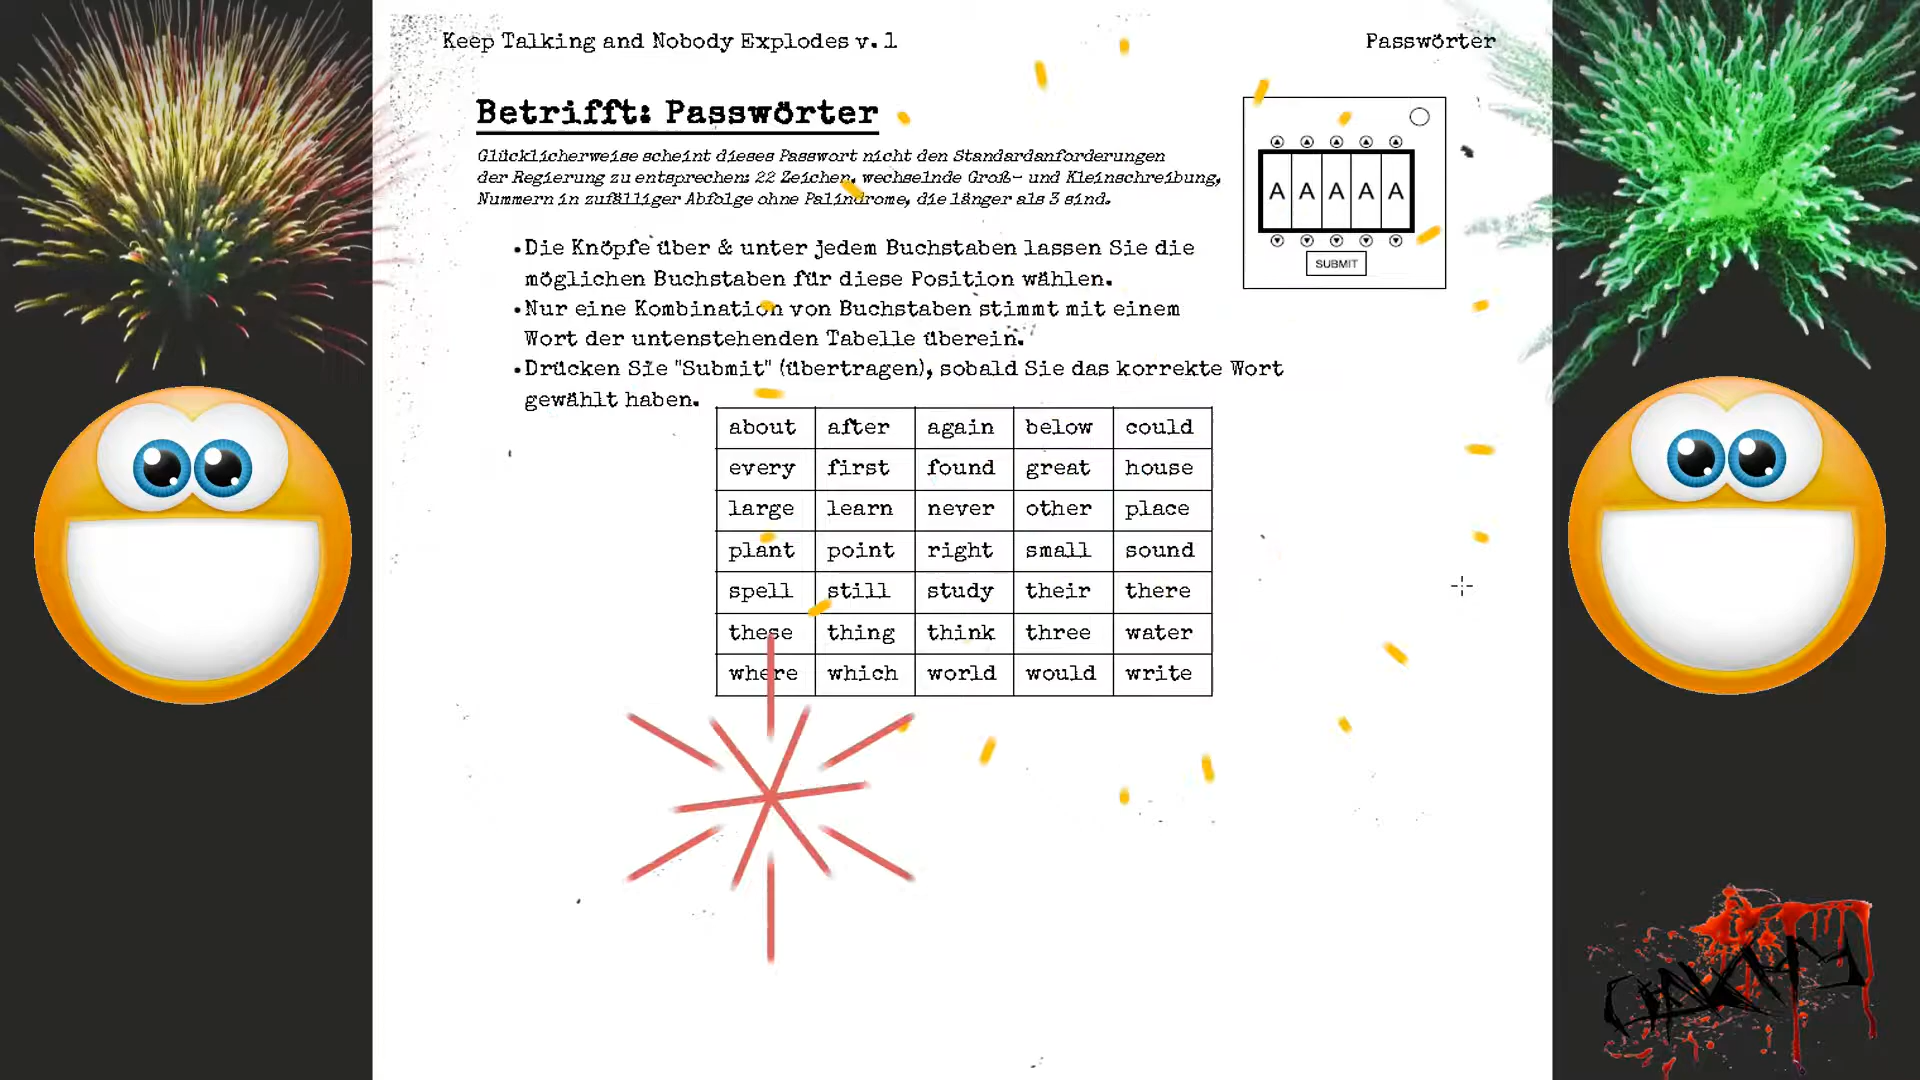 Keep Talking and Nobody Explodes v. 1
Passwörter
Betrifft: Passwörter
Glücklicherweise scheint dieses Passwort nicht den Standardanforderungen
der Regierung zu entsprechen: 22 Zeichen, wechselnde Groß- und Kleinschreibung,
Nummern in zufälliger Abfolge ohne Palindrome, die länger als 3 sind.
A A A A A
SUBMIT
•Die Knöpfe über & unter jedem Buchstaben lassen Sie die
möglichen Buchstaben für diese Position wählen.
•Nur eine Kombination von Buchstaben stimmt mit einem
Wort der untenstehenden Tabelle überein.
•Drücken Sie "Submit" (übertragen), sobald Sie das korrekte Wort
gewählt haben.
about after again below could
every first found great house
large learn never other place
plant point right small sound
spell still study their there
these thing think three water
where which world would write